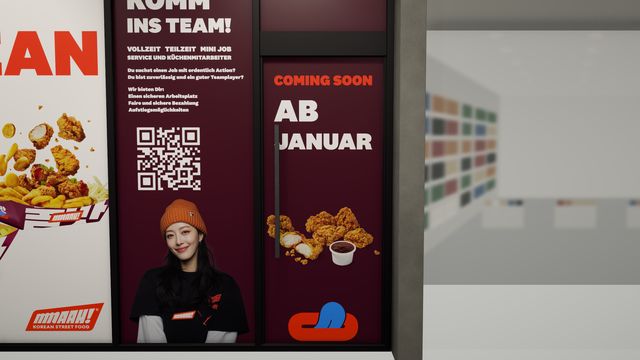 EAN
KOMM
INS TEAM!
VOLLZEIT TEILZEIT MINI JOB
SERVICE UND KÜCHENMITARBEITER
Du suchst einen Job mit ordentlich Action?
Du bist zuverlässig und ein guter Teamplayer?
Wir bieten Dir:
Einen sicheren Arbeitsplatz
Faire und sichere Bezahlung
Aufstiegsmöglichkeiten
COMING SOON
AB
JANUAR
MMAAH!
KOREAN STREET FOOD